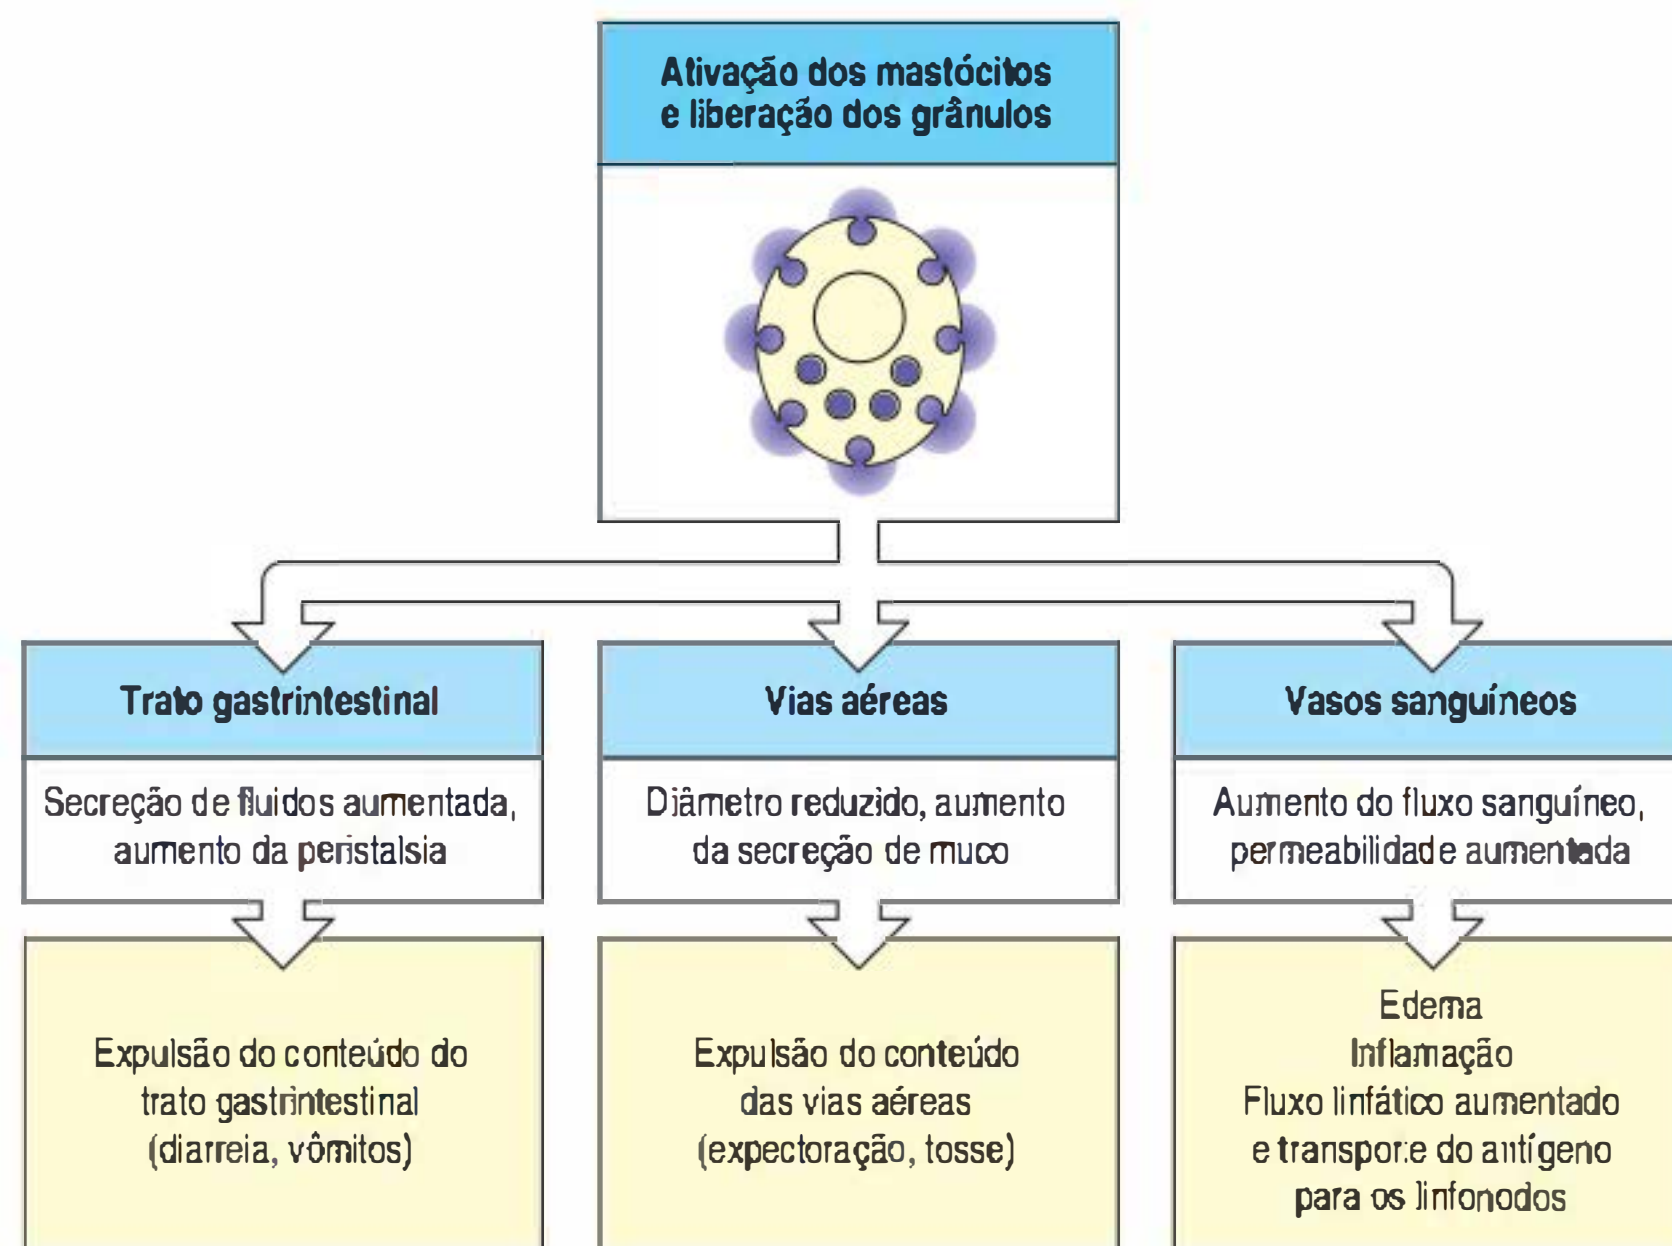 Ativação dos mastócitos
e liberação dos grânulos
Trato gastrintestinal
Secreção de fluidos aumentada,
aumento da peristalsia
Expulsão do conteúdo do
trato gastrintestinal
(diarreia, vômitos)
Vias aéreas
Diâmetro reduzido, aumento
da secreção de muco
Expulsão do conteúdo
das vias aéreas
(expectoração, tosse)
Vasos sanguíneos
Aumento do fluxo sanguíneo,
permeabilidade aumentada
Edema
Inflamação
Fluxo linfático aumentado
e transporte do antígeno
para os linfonodos